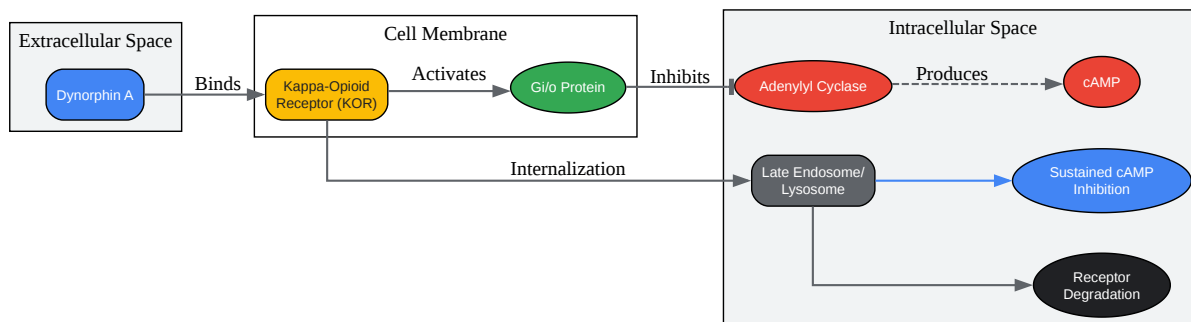 Extracellular Space
Dynorphin A
Binds
Cell Membrane
Kappa-Opioid
Receptor (KOR)
Activates
Gi/o Protein
Inhibits
Intracellular Space
Adenylyl Cyclase
Produces
cAMP
Internalization
Late Endosome/
Lysosome
Sustained cAMP
Inhibition
Receptor
Degradation